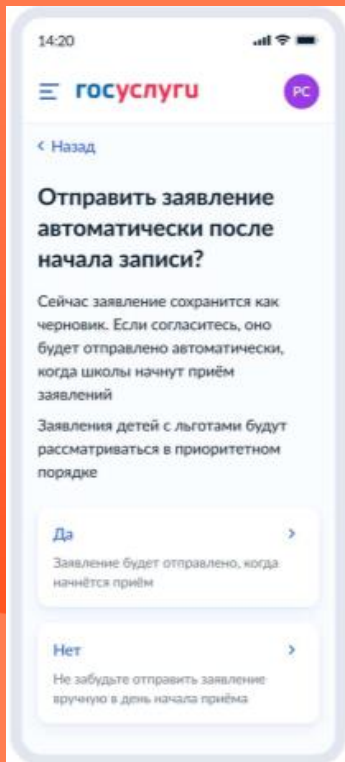 14:20
госуслуги
РС
< Назад
Отправить заявление
автоматически после
начала записи?
Сейчас заявление сохранится как
черновик. Если согласитесь, оно
будет отправлено автоматически,
когда школы начнут приём
заявлений
Заявления детей с льготами будут
рассматриваться в приоритетном
порядке
Да
Заявление будет отправлено, когда
начнётся приём
Нет
Не забудьте отправить заявление
вручную в день начала приёма